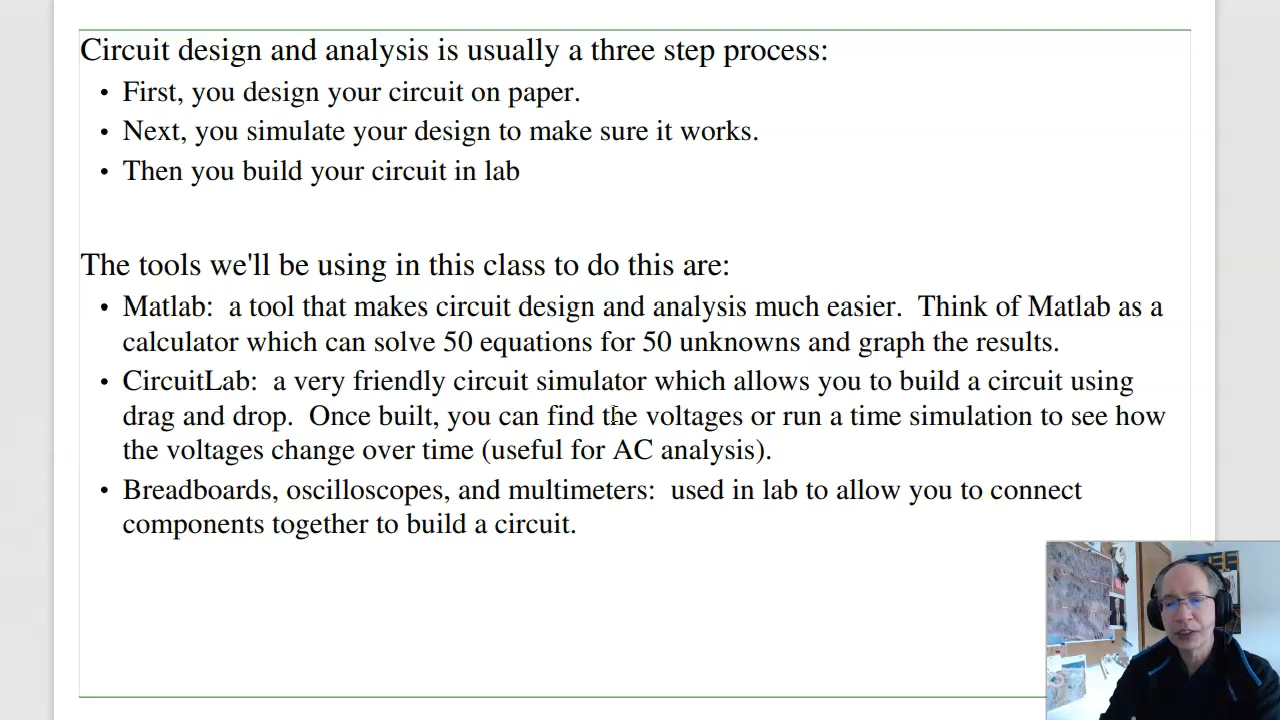 Circuit design and analysis is usually a three step process:
• First, you design your circuit on paper.
• Next, you simulate your design to make sure it works.
• Then you build your circuit in lab
The tools we'll be using in this class to do this are:
• Matlab:  a tool that makes circuit design and analysis much easier.  Think of Matlab as a
calculator which can solve 50 equations for 50 unknowns and graph the results.
• CircuitLab:  a very friendly circuit simulator which allows you to build a circuit using
drag and drop.  Once built, you can find the voltages or run a time simulation to see how
the voltages change over time (useful for AC analysis).
• Breadboards, oscilloscopes, and multimeters:  used in lab to allow you to connect
components together to build a circuit.